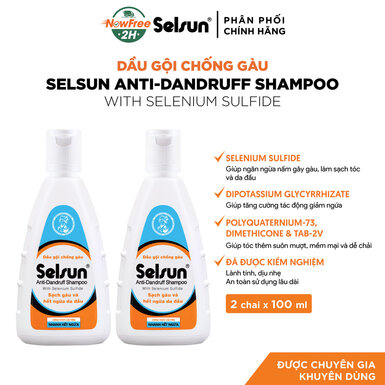 NowFree
2H
Selsun
PHÂN PHỐI
CHÍNH HÃNG
DẦU GỘI CHỐNG GÀU
SELSUN ANTI-DANDRUFF SHAMPOO
WITH SELENIUM SULFIDE
SELENIUM SULFIDE
Giúp ngăn ngừa nấm gây gàu, làm sạch tóc
và da đầu
DIPOTASSIUM GLYCYRRHIZATE
Giúp tăng cường tác động giảm ngứa
POLYQUATERNIUM-73,
DIMETHICONE & TAB-2V
Giúp tóc thêm suôn mượt, mềm mại và dễ chải
ĐÃ ĐƯỢC KIỂM NGHIỆM
Lành tính, dịu nhẹ
An toàn sử dụng lâu dài
2 chai x 100 ml
Dầu gội chống gàu
Selsun®
Anti-Dandruff Shampoo
With Selenium Sulfide
Sạch gàu và
hết ngứa da đầu
NHANH HẾT NGỨA
Dầu gội chống gàu
Selsun®
Anti-Dandruff Shampoo
With Selenium Sulfide
Sạch gàu và
hết ngứa da đầu
NHANH HẾT NGỨA
ĐƯỢC CHUYÊN GIA
KHUYÊN DÙNG